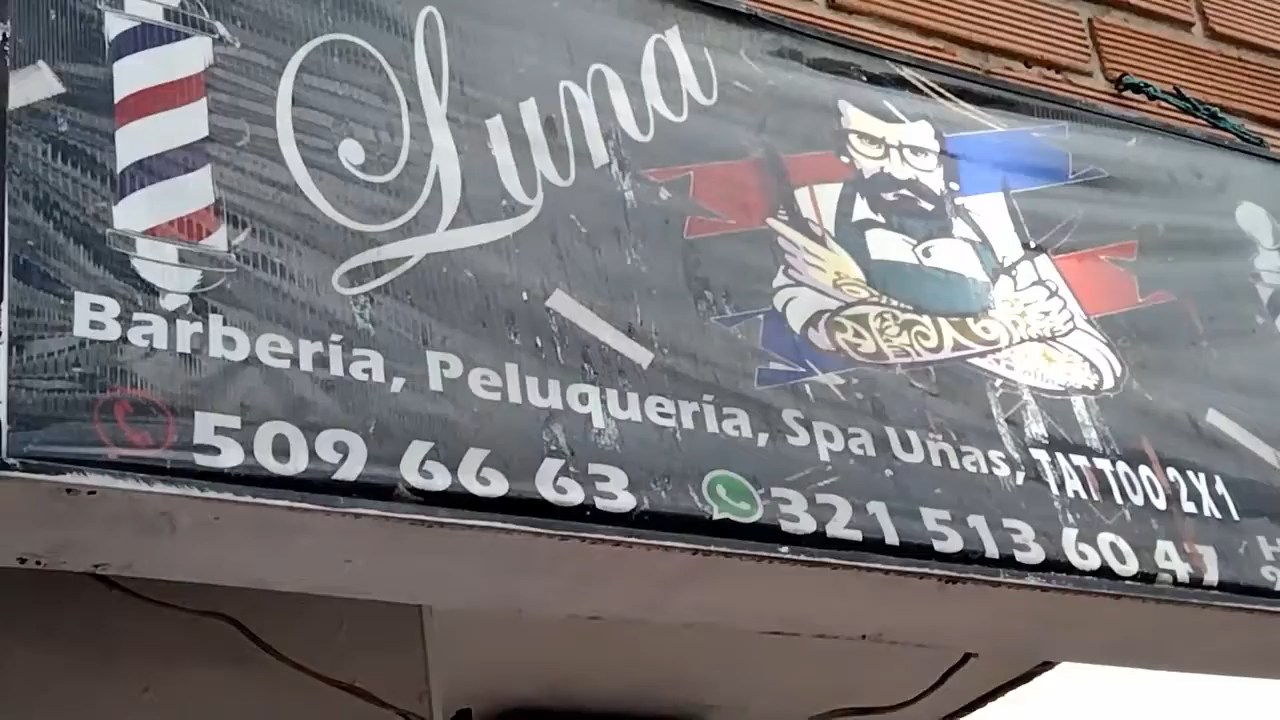 Luna
Barbería, Peluquería, Spa Uñas, TATTOO 2X1
509 66 63 321 513 60 47